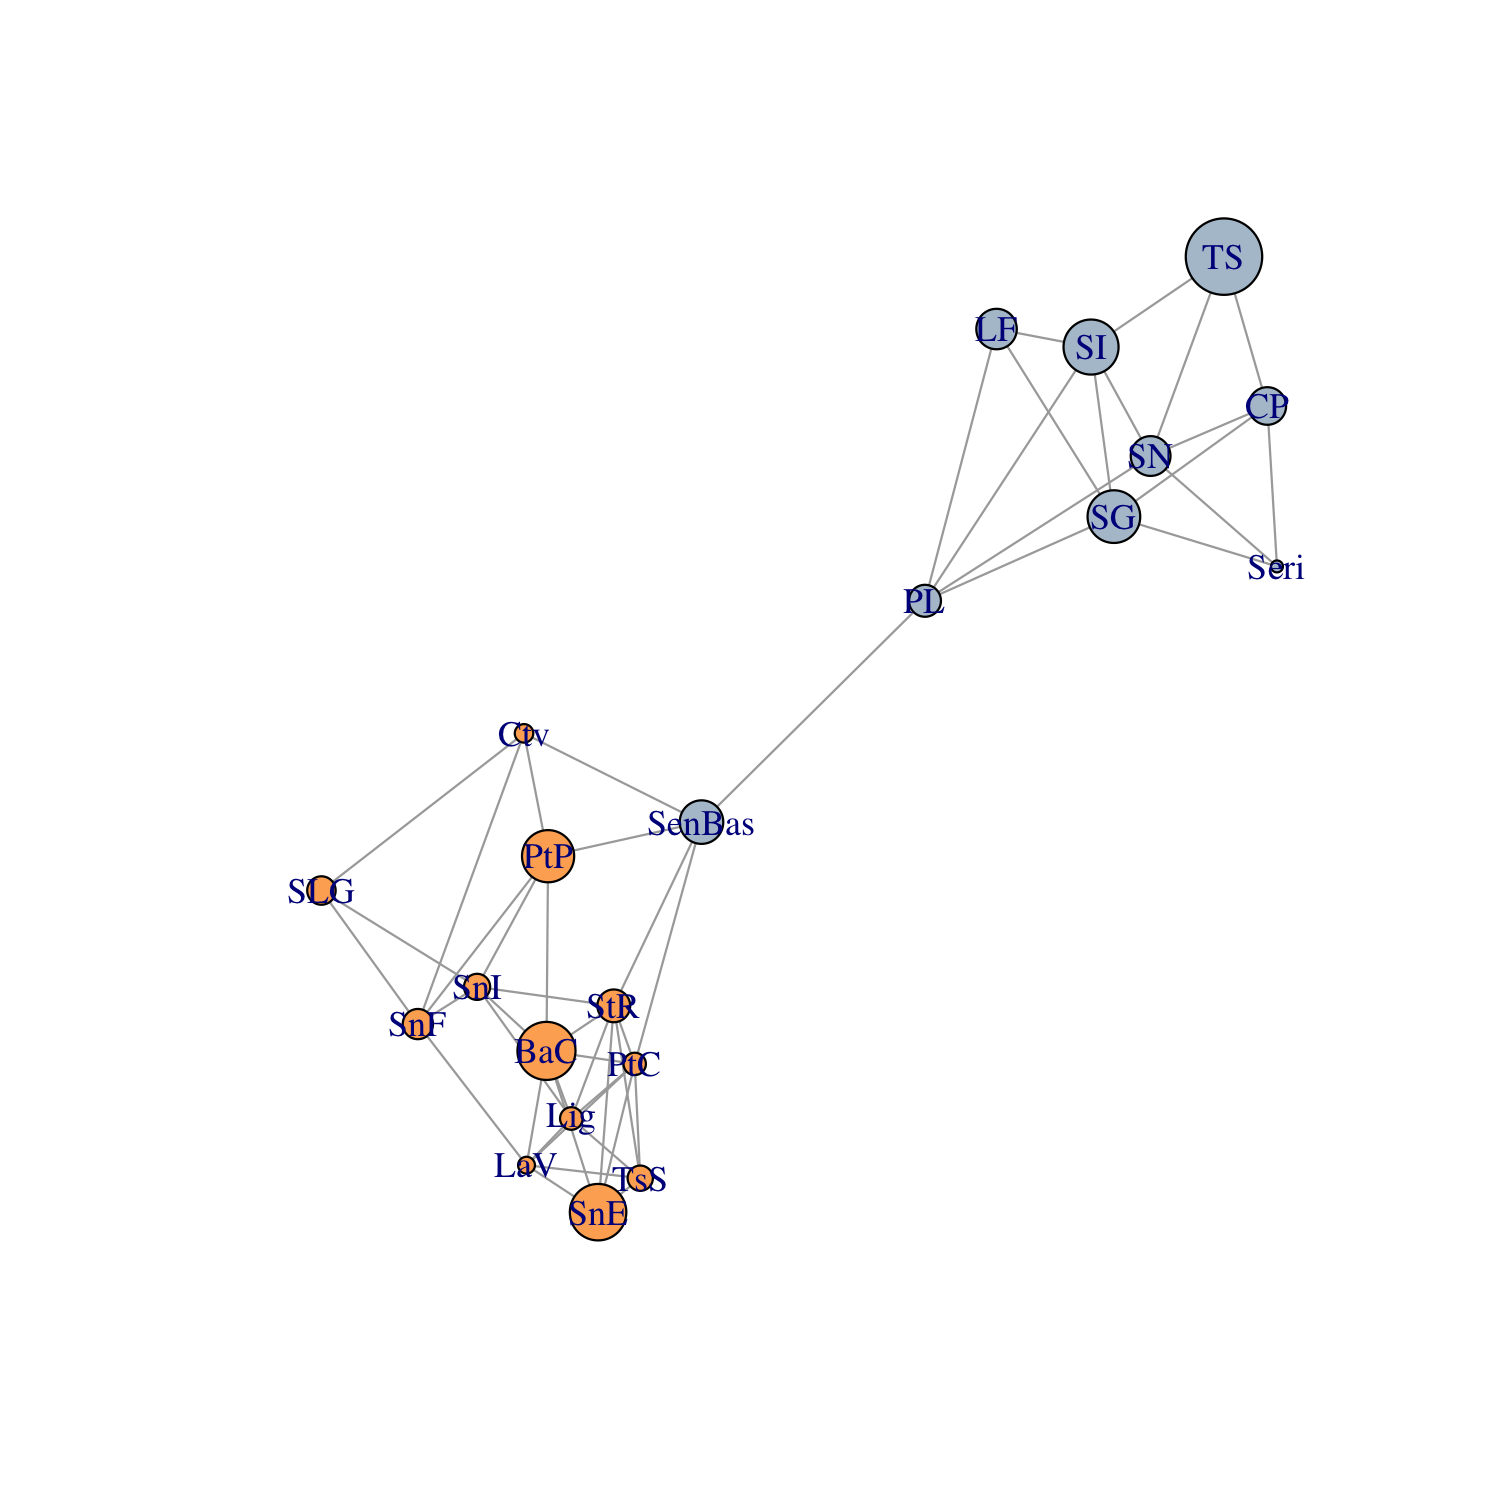 TS
LF
SI
CP
SN
SG
Seri
PL
Ctv
SenBas
PtP
SLG
SnI
StR
SnF
BaC
PtC
Lig
LaV
TsS
SnE